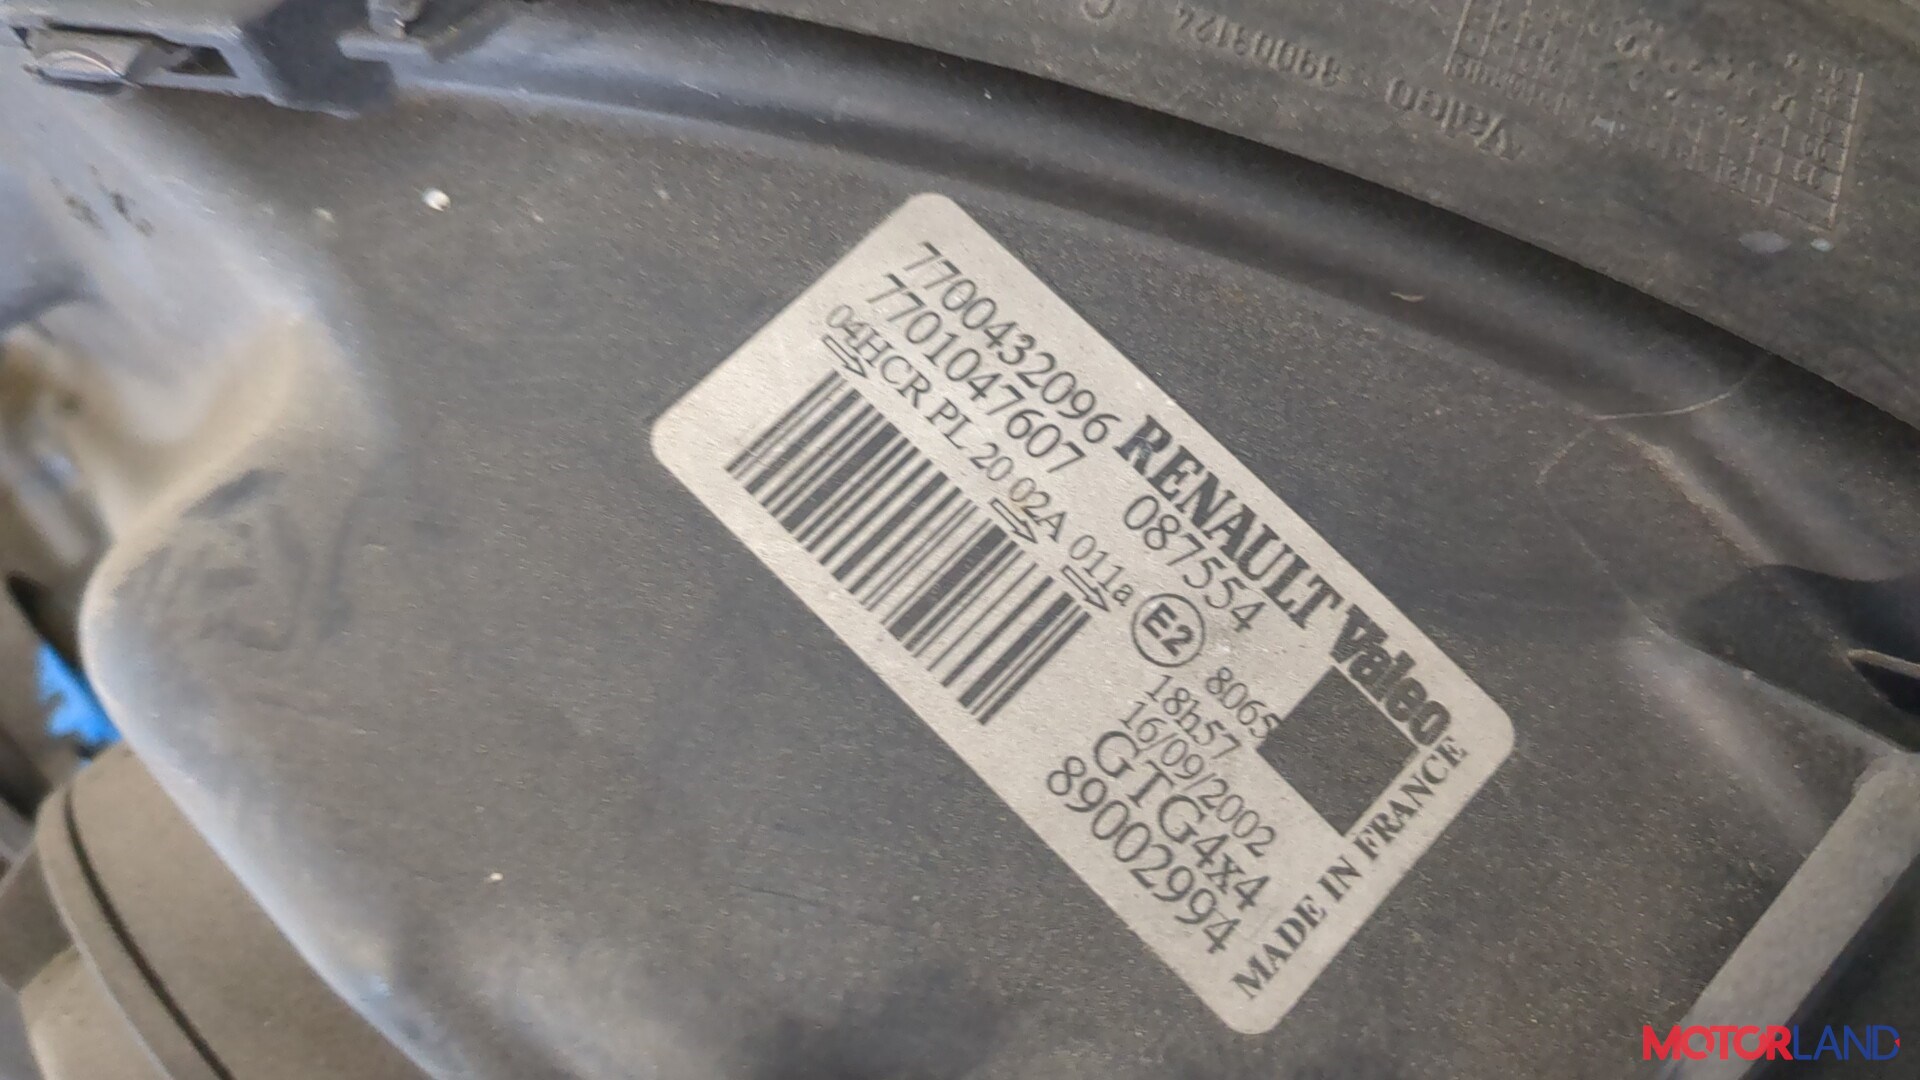 Valeo 89003124
7700432096 RENAULT Valeo
7701047607 087554
04HCR PL 20 02A 011a E2 8065
18h57
16/09/2002
GTG4x4
89002994
MADE IN FRANCE
MOTORLAND